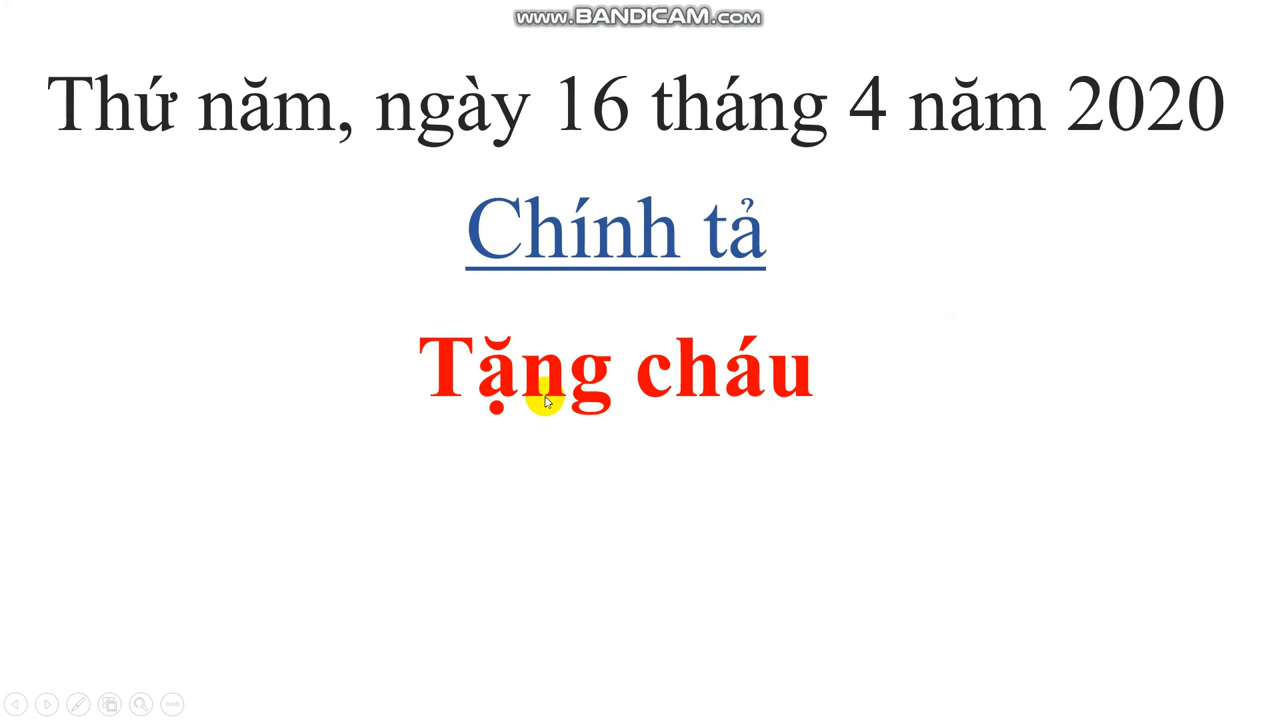 www.BANDICAM.com
Thứ năm, ngày 16 tháng 4 năm 2020
Chính tả
Tặng cháu